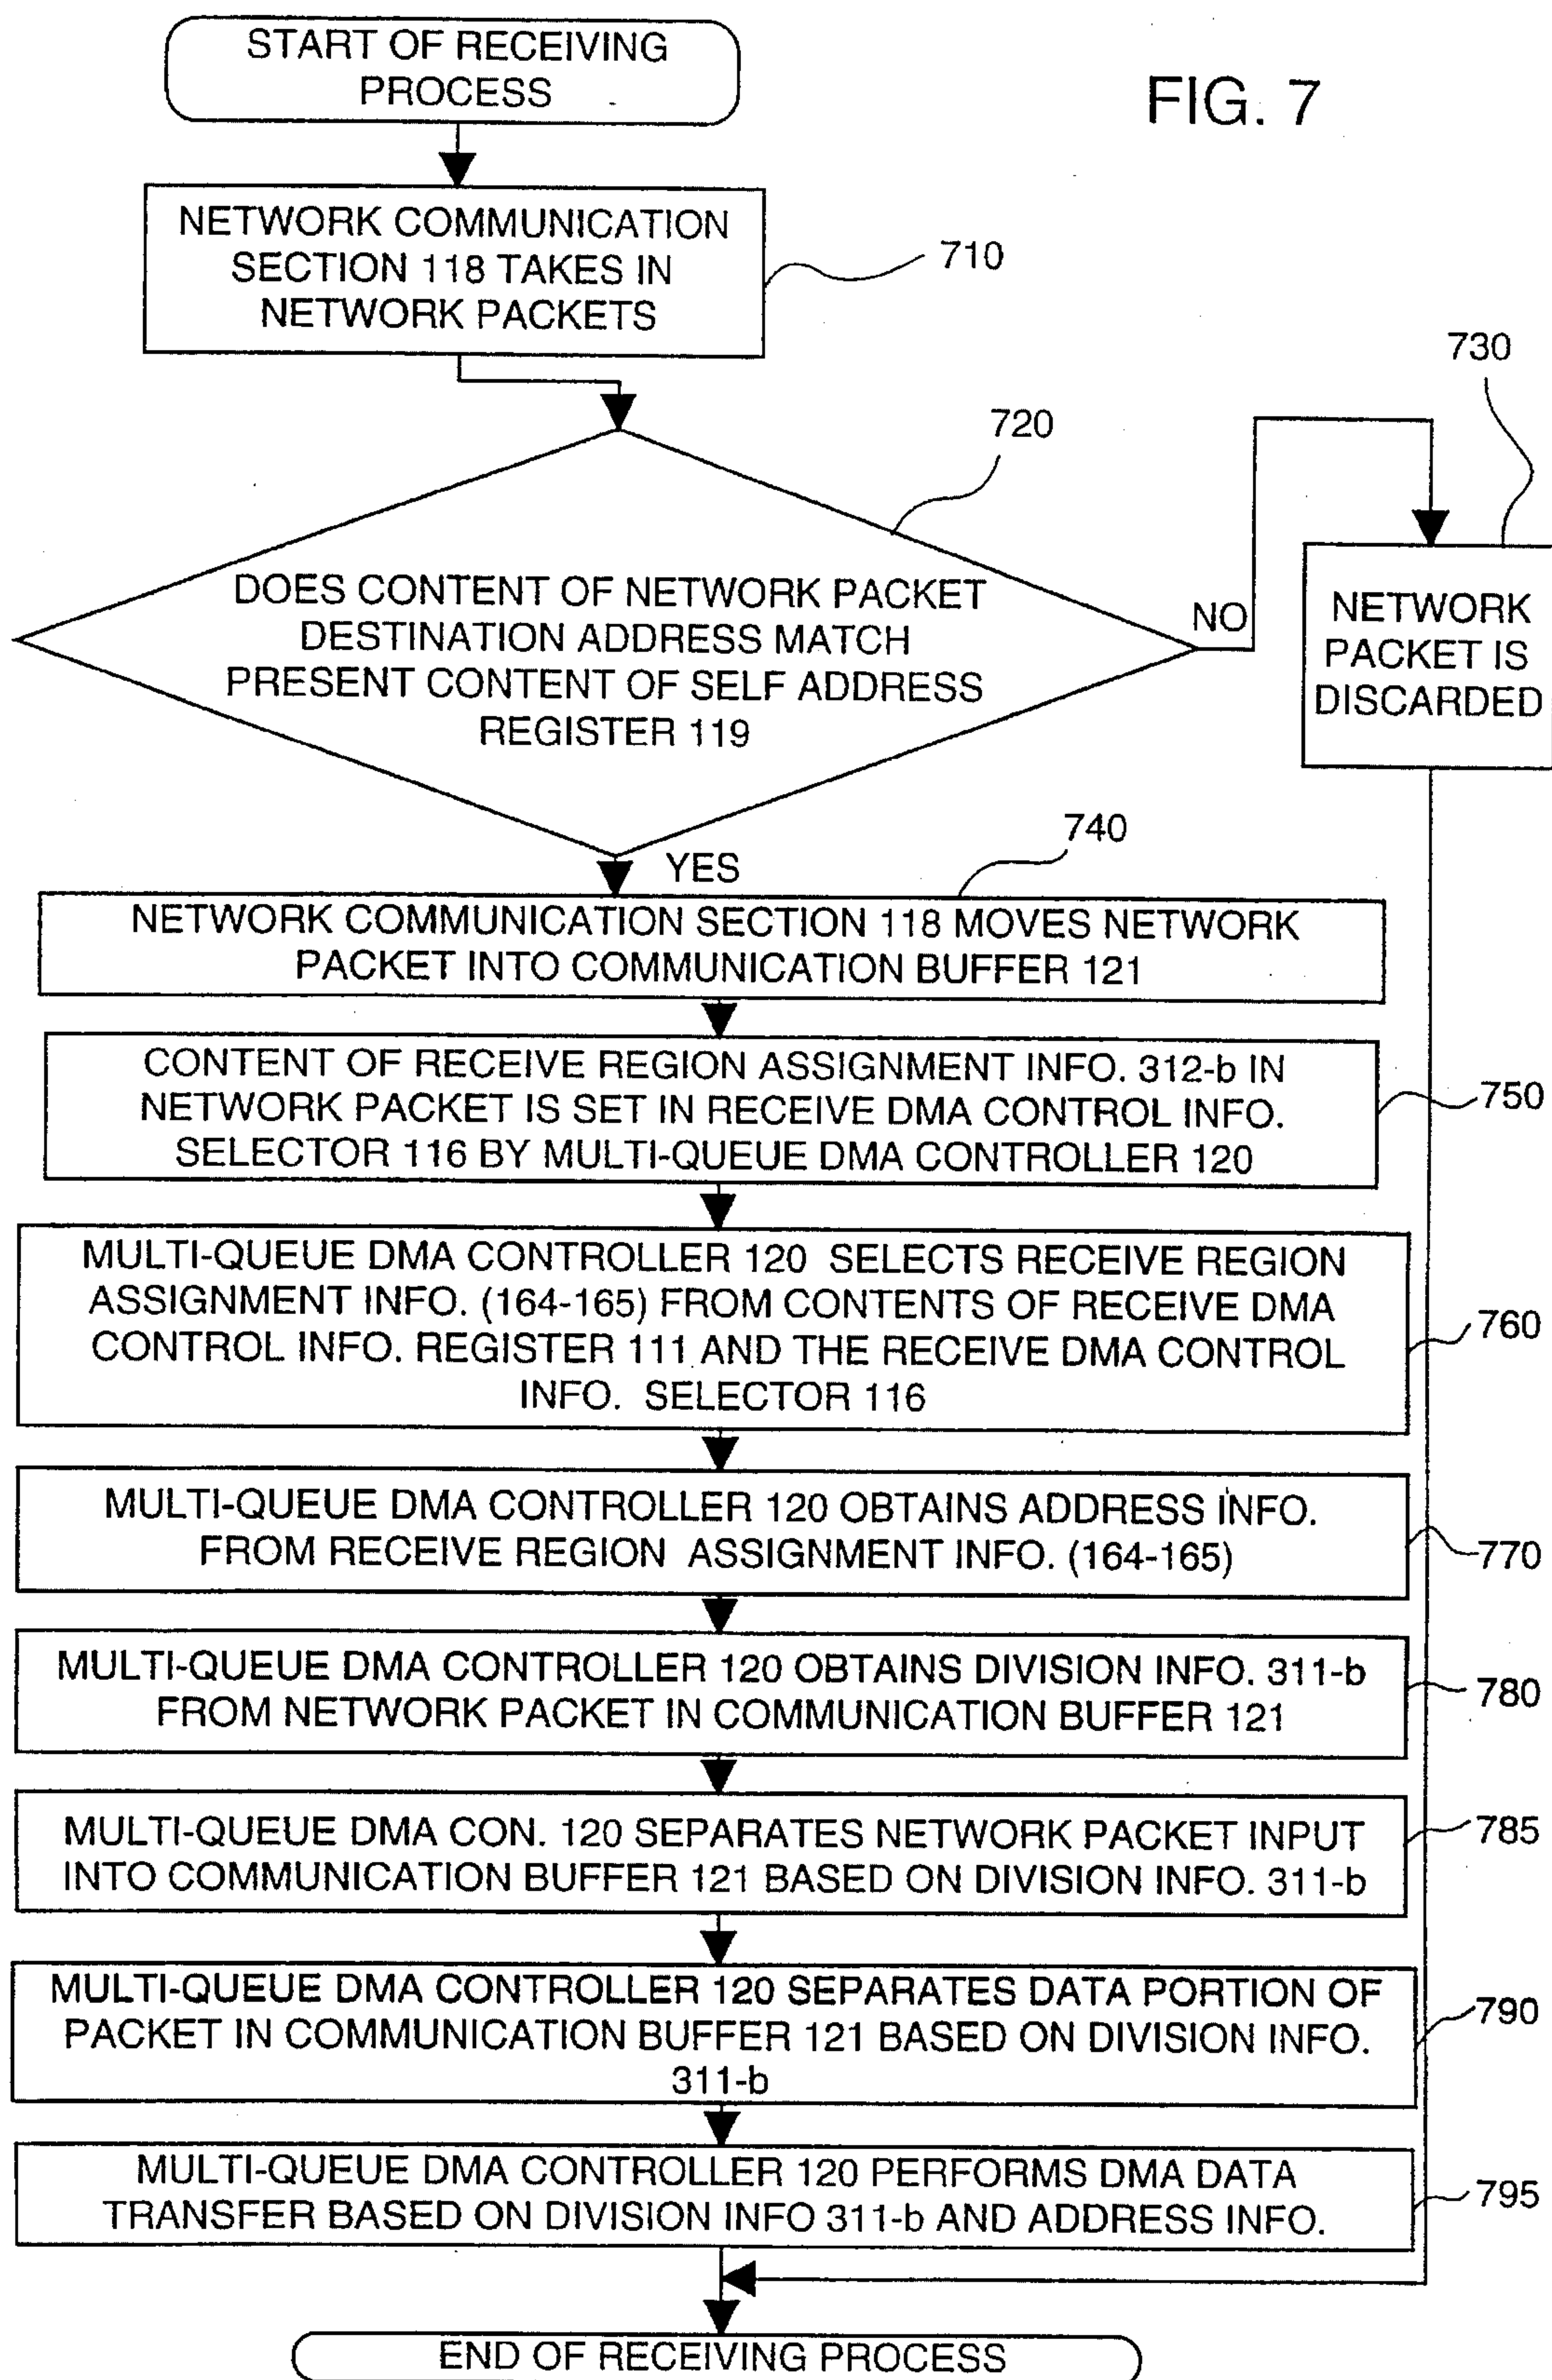 START OF RECEIVING
PROCESS
FIG. 7
NETWORK COMMUNICATION
SECTION 118 TAKES IN
NETWORK PACKETS
710
720
730
DOES CONTENT OF NETWORK PACKET
DESTINATION ADDRESS MATCH
PRESENT CONTENT OF SELF ADDRESS
REGISTER 119
NO
NETWORK
PACKET IS
DISCARDED
YES
740
NETWORK COMMUNICATION SECTION 118 MOVES NETWORK
PACKET INTO COMMUNICATION BUFFER 121
CONTENT OF RECEIVE REGION ASSIGNMENT INFO. 312-b IN
NETWORK PACKET IS SET IN RECEIVE DMA CONTROL INFO.
SELECTOR 116 BY MULTI-QUEUE DMA CONTROLLER 120
750
MULTI-QUEUE DMA CONTROLLER 120 SELECTS RECEIVE REGION
ASSIGNMENT INFO. (164-165) FROM CONTENTS OF RECEIVE DMA
CONTROL INFO. REGISTER 111 AND THE RECEIVE DMA CONTROL
INFO. SELECTOR 116
760
MULTI-QUEUE DMA CONTROLLER 120 OBTAINS ADDRESS INFO.
FROM RECEIVE REGION ASSIGNMENT INFO. (164-165)
770
MULTI-QUEUE DMA CONTROLLER 120 OBTAINS DIVISION INFO. 311-b
FROM NETWORK PACKET IN COMMUNICATION BUFFER 121
780
MULTI-QUEUE DMA CON. 120 SEPARATES NETWORK PACKET INPUT
INTO COMMUNICATION BUFFER 121 BASED ON DIVISION INFO. 311-b
785
MULTI-QUEUE DMA CONTROLLER 120 SEPARATES DATA PORTION OF
PACKET IN COMMUNICATION BUFFER 121 BASED ON DIVISION INFO.
311-b
790
MULTI-QUEUE DMA CONTROLLER 120 PERFORMS DMA DATA
TRANSFER BASED ON DIVISION INFO 311-b AND ADDRESS INFO.
795
END OF RECEIVING PROCESS